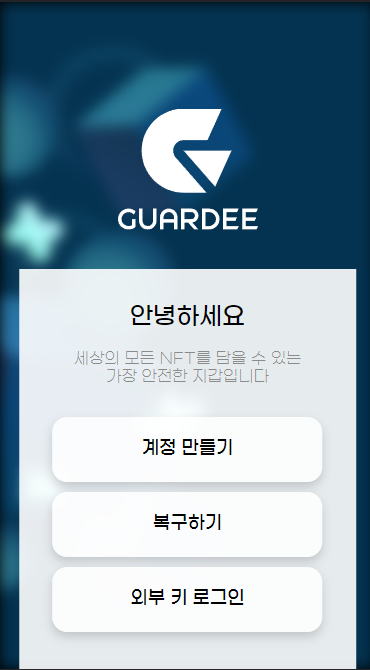 GUARDEE
안녕하세요
세상의 모든 NFT를 담을 수 있는
가장 안전한 지갑입니다
계정 만들기
복구하기
외부 키 로그인